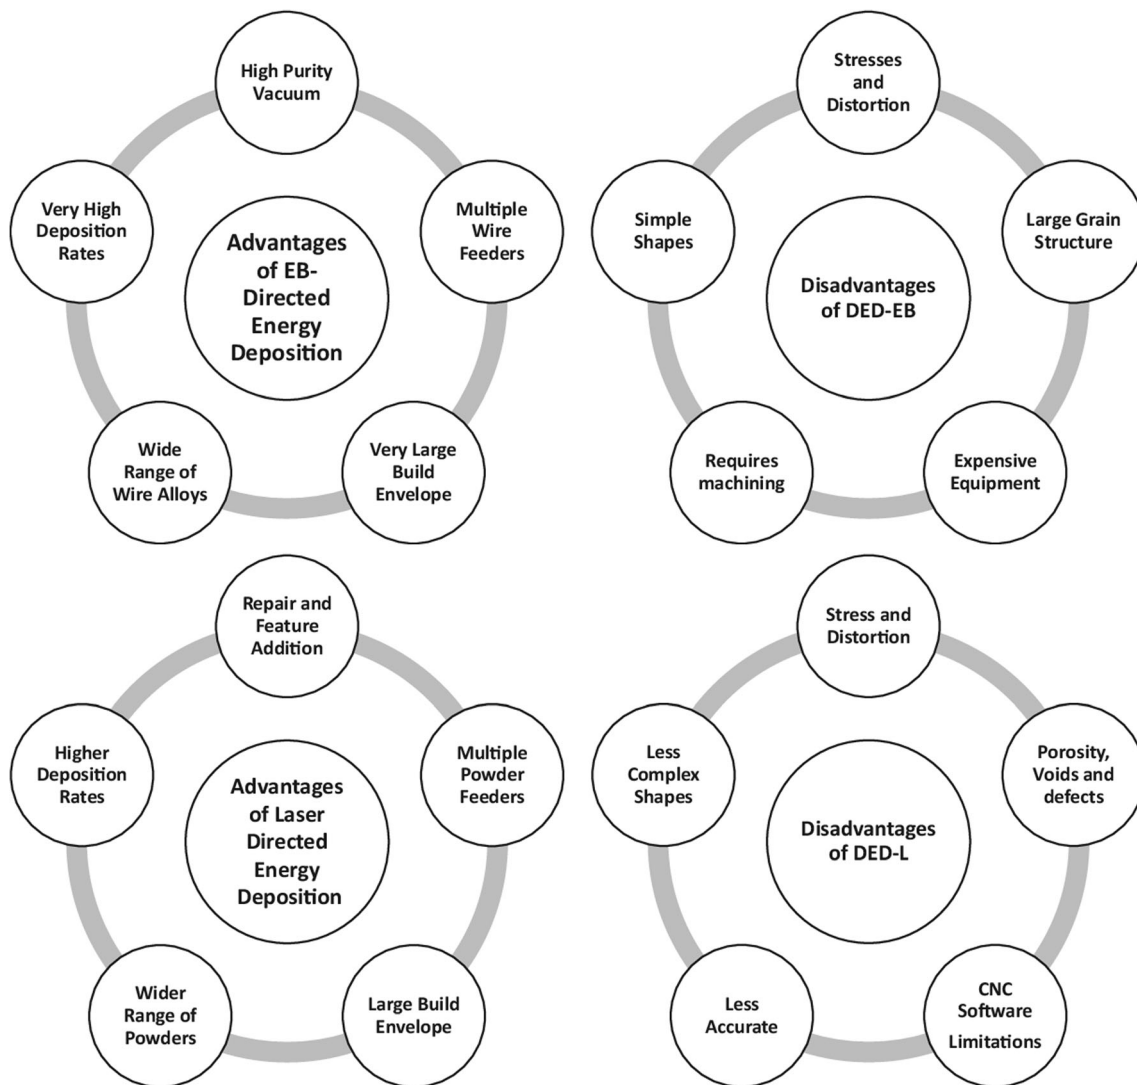 High Purity
Vacuum
Very High
Deposition
Rates
Multiple
Wire
Feeders
Advantages
of EB-
Directed
Energy
Deposition
Wide
Range of
Wire Alloys
Very Large
Build
Envelope
Stresses
and
Distortion
Simple
Shapes
Large Grain
Structure
Disadvantages
of DED-EB
Requires
machining
Expensive
Equipment
Repair and
Feature
Addition
Higher
Deposition
Rates
Multiple
Powder
Feeders
Advantages
of Laser
Directed
Energy
Deposition
Wider
Range of
Powders
Large Build
Envelope
Stress and
Distortion
Less
Complex
Shapes
Porosity,
Voids and
defects
Disadvantages
of DED-L
Less
Accurate
CNC
Software
Limitations